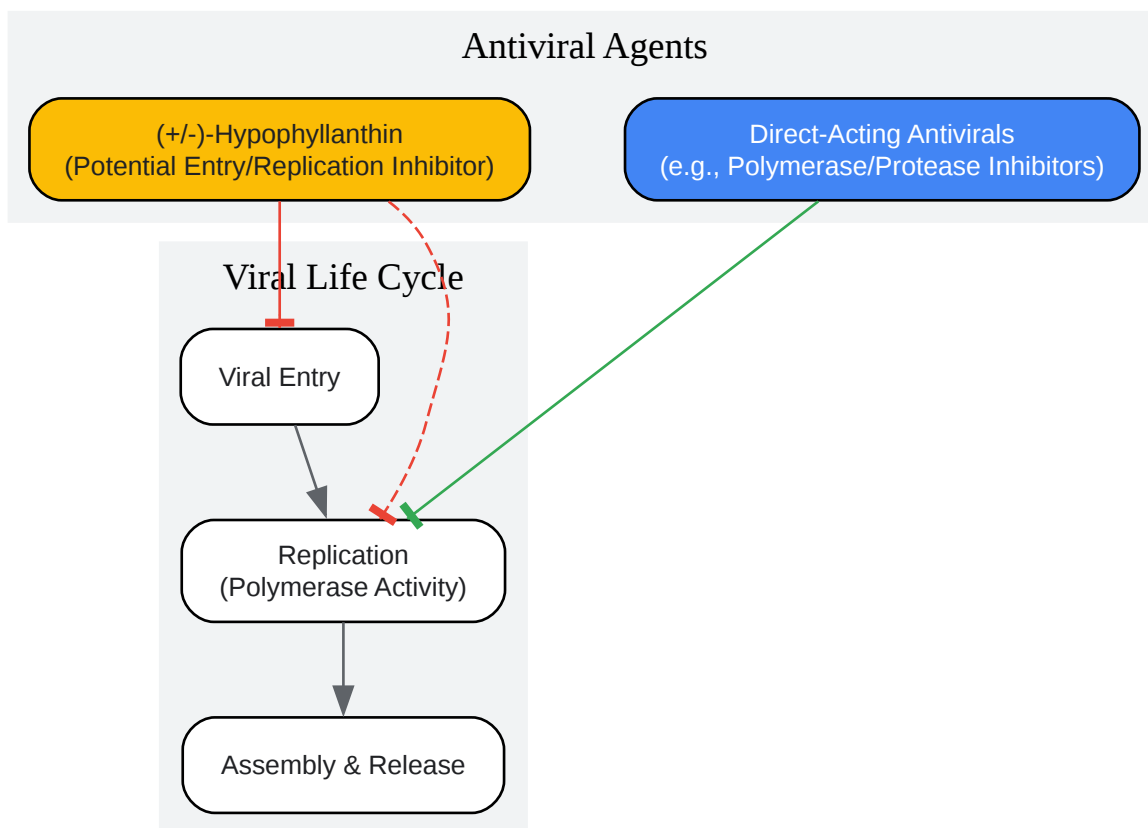 Antiviral Agents
(+/-)-Hypophyllanthin
(Potential Entry/Replication Inhibitor)
Direct-Acting Antivirals
(e.g., Polymerase/Protease Inhibitors)
Viral Life Cycle
Viral Entry
Replication
(Polymerase Activity)
Assembly & Release